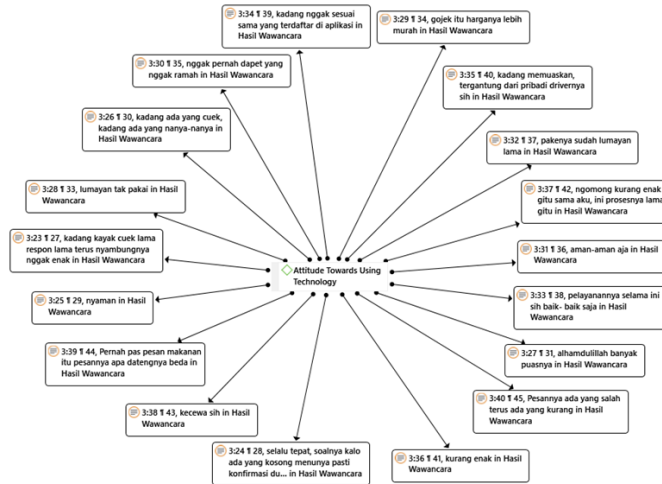 3:34 ¶ 39, kadang nggak sesuai
sama yang terdaftar di aplikasi in
Hasil Wawancara
3:29 ¶ 34, gojek itu harganya lebih
murah in Hasil Wawancara
3:30 ¶ 35, nggak pernah dapet yang
nggak ramah in Hasil Wawancara
3:35 ¶ 40, kadang memuaskan,
tergantung dari pribadi drivernya
sih in Hasil Wawancara
3:26 ¶ 30, kadang ada yang cuek,
kadang ada yang nanya-nanya in
Hasil Wawancara
3:32 ¶ 37, pakenya sudah lumayan
lama in Hasil Wawancara
3:28 ¶ 33, lumayan tak pakai in Hasil
Wawancara
3:37 ¶ 42, ngomong kurang enak
gitu sama aku, ini prosesnya lama
gitu in Hasil Wawancara
3:23 ¶ 27, kadang kayak cuek lama
respon lama terus nyambungnya
nggak enak in Hasil Wawancara
3:31 ¶ 36, aman-aman aja in Hasil
Wawancara
Attitude Towards Using
Technology
3:25 ¶ 29, nyaman in Hasil
Wawancara
3:33 ¶ 38, pelayanannya selama ini
sih baik- baik saja in Hasil
Wawancara
3:39 ¶ 44, Pernah pas pesan makanan
itu pesannya apa datengnya beda in
Hasil Wawancara
3:27 ¶ 31, alhamdulillah banyak
puasnya in Hasil Wawancara
3:38 ¶ 43, kecewa sih in Hasil
Wawancara
3:40 ¶ 45, Pesannya ada yang salah
terus ada yang kurang in Hasil
Wawancara
3:24 ¶ 28, selalu tepat, soalnya kalo
ada yang kosong menunya pasti
konfirmasi du... in Hasil Wawancara
3:36 ¶ 41, kurang enak in Hasil
Wawancara